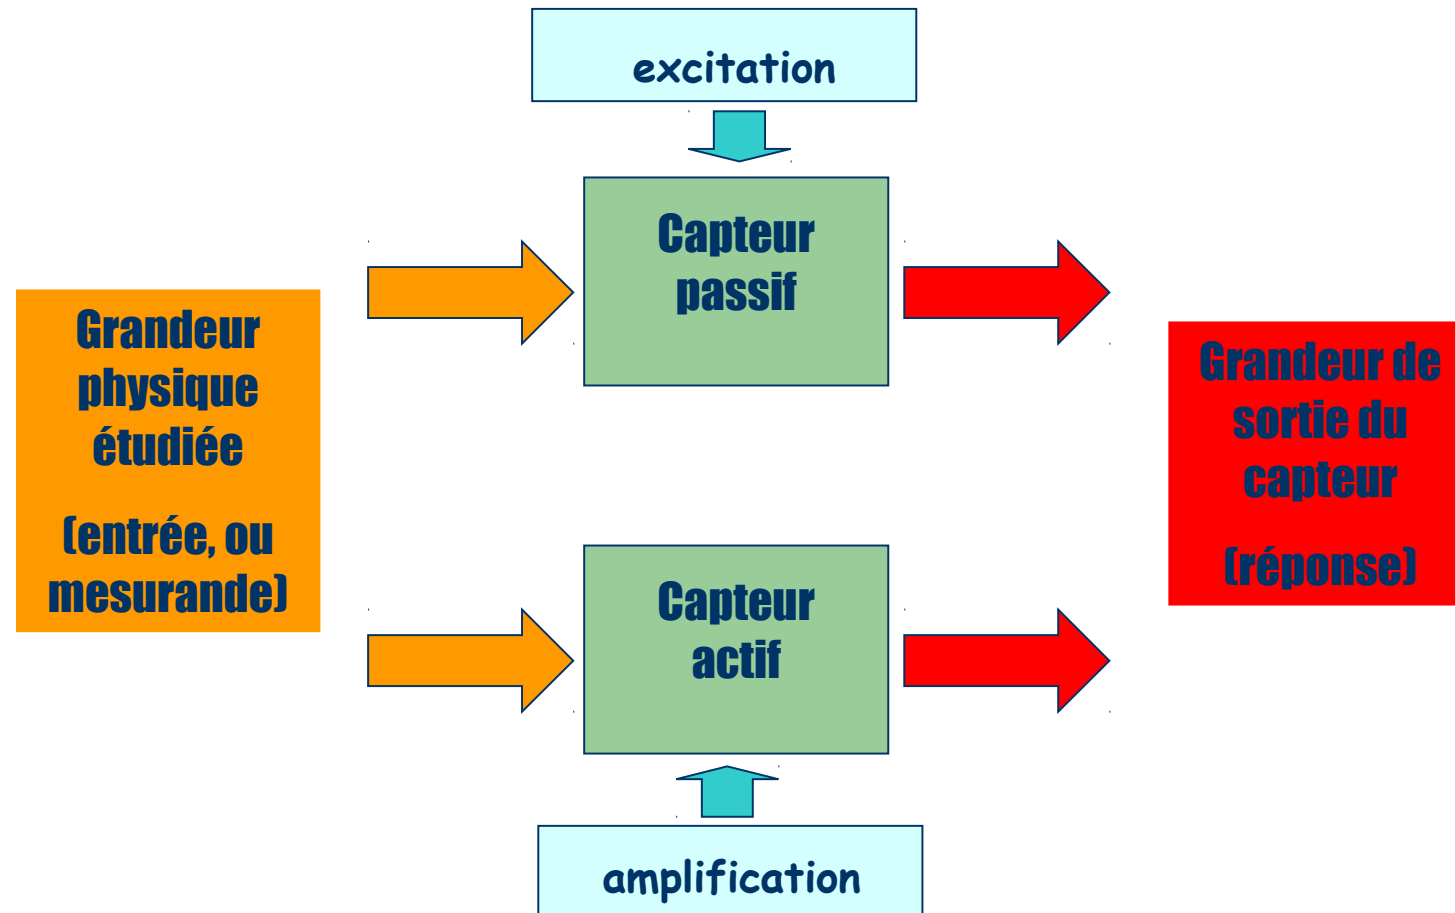 excitation
Capteur
passif
Grandeur
physique
étudiée
(entrée, ou
mesurande)
Grandeur de
sortie du
capteur
(réponse)
Capteur
actif
amplification